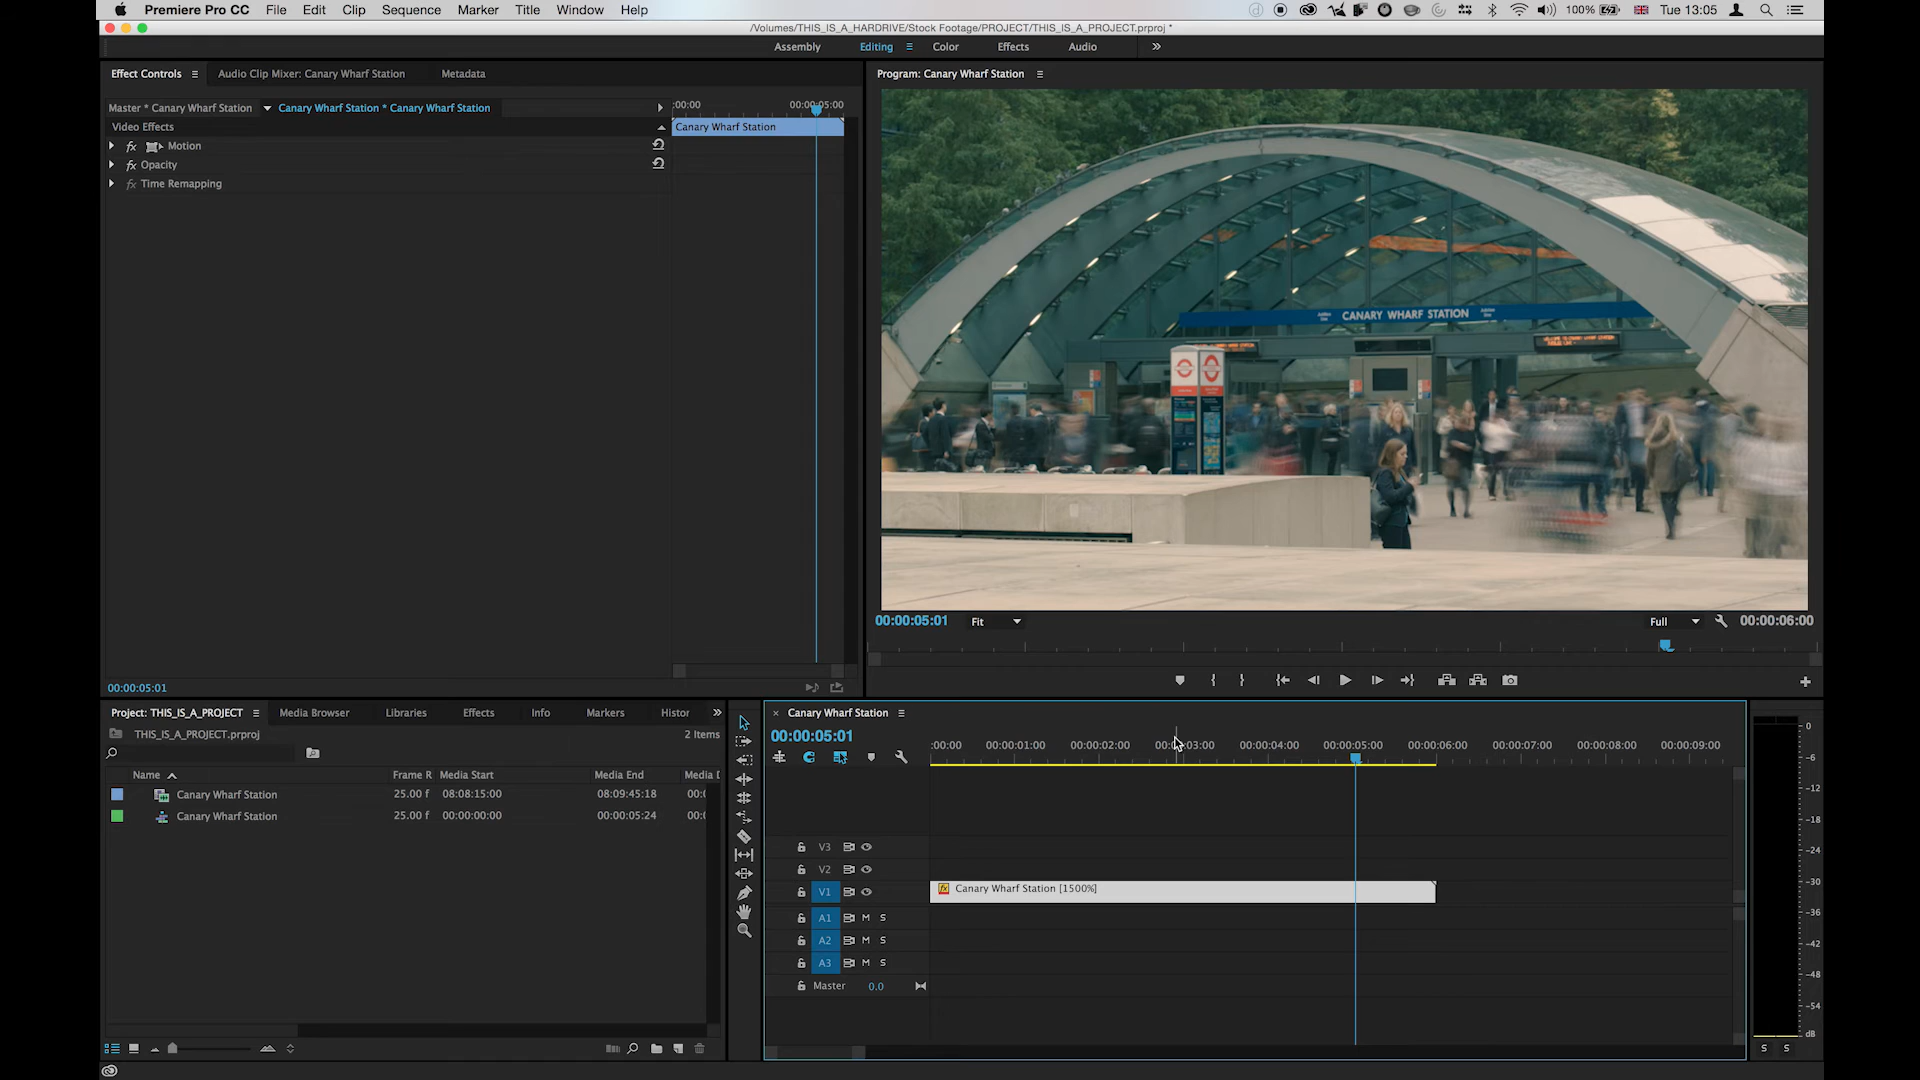 Premiere Pro CC File Edit Clip Sequence Marker Title Window Help 100% Tue 13:05
/Volumes/THIS_IS_A_HARDRIVE/Stock Footage/PROJECT/THIS_IS_A_PROJECT.prproj *
Assembly Editing Color Effects Audio
Effect Controls Audio Clip Mixer: Canary Wharf Station Metadata
Program: Canary Wharf Station
Master * Canary Wharf Station Canary Wharf Station * Canary Wharf Station
:00:00 00:00:05:00
Video Effects
Canary Wharf Station
fx Motion
fx Opacity
fx Time Remapping
CANARY WHARF STATION
00:00:05:01 Fit Full 00:00:06:00
00:00:05:01
Project: THIS_IS_A_PROJECT Media Browser Libraries Effects Info Markers Histor
THIS_IS_A_PROJECT.prproj 2 Items
Name Frame R Media Start Media End Media D
Canary Wharf Station 25.00 f 08:08:15:00 08:09:45:18 00:
Canary Wharf Station 25.00 f 00:00:00:00 00:00:05:24 00:
× Canary Wharf Station
00:00:05:01
:00:00 00:00:01:00 00:00:02:00 00:00:03:00 00:00:04:00 00:00:05:00 00:00:06:00 00:00:07:00 00:00:08:00 00:00:09:00
V3
V2
V1 fx Canary Wharf Station [1500%]
A1 M S
A2 M S
A3 M S
Master 0.0
0
-6
-12
-18
-24
-30
-36
-42
-48
-54
dB
S S